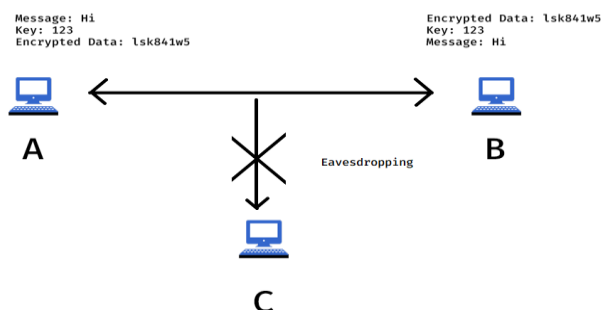 Message: Hi
Key: 123
Encrypted Data: lsk841w5
Encrypted Data: lsk841w5
Key: 123
Message: Hi
A
B
Eavesdropping
C